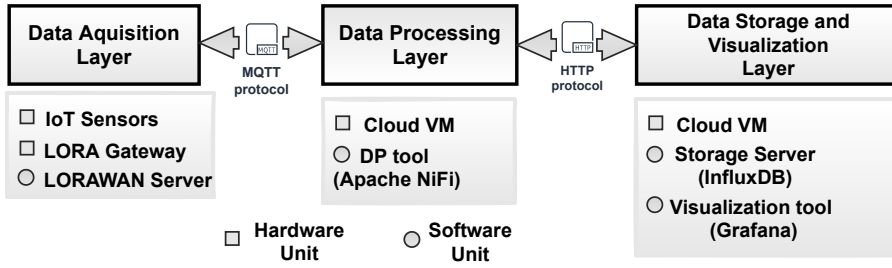 Data Aquisition
Layer
MQTT
MQTT
protocol
Data Processing
Layer
HTTP
HTTP
protocol
Data Storage and
Visualization
Layer
IoT Sensors
LORA Gateway
LORAWAN Server
Cloud VM
DP tool
(Apache NiFi)
Cloud VM
Storage Server
(InfluxDB)
Visualization tool
(Grafana)
Hardware
Unit
Software
Unit